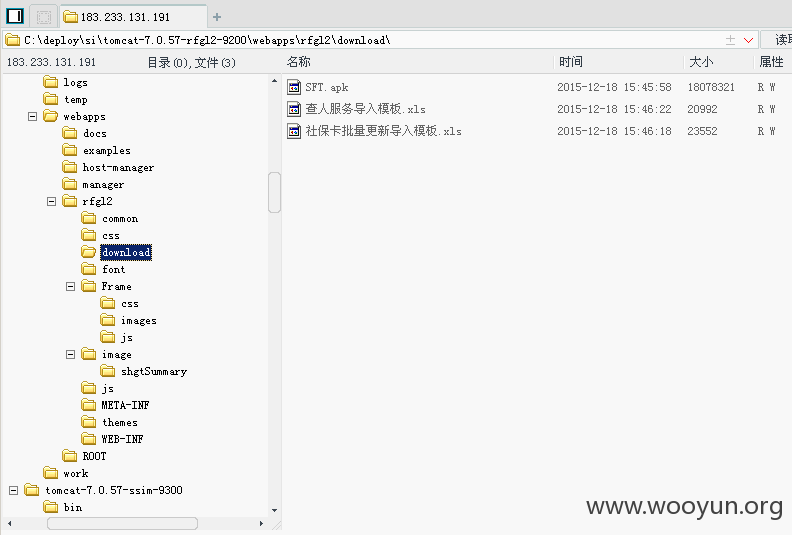 183.233.131.191
C:\deploy\si\tomcat-7.0.57-rfgl2-9200\webapps\rfgl2\download\
读取
183.233.131.191 目录(0),文件(3) 名称 时间 大小 属性
logs
temp
webapps
docs
examples
host-manager
manager
rfgl2
common
css
download
font
Frame
css
images
js
image
shgtSummary
js
META-INF
themes
WEB-INF
ROOT
work
tomcat-7.0.57-ssim-9300
bin
SFT.apk 2015-12-18 15:45:58 18078321 R W
查人服务导入模板.xls 2015-12-18 15:46:22 20992 R W
社保卡批量更新导入模板.xls 2015-12-18 15:46:18 23552 R W
www.wooyun.org